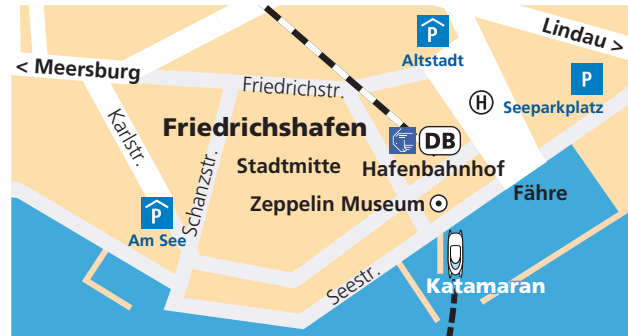 P
Altstadt
Lindau >
< Meersburg
Friedrichstr.
P
H
Seeparkplatz
Karlstr.
Friedrichshafen
DB
Stadtmitte
Hafenbahnhof
Schanzstr.
Fähre
Zeppelin Museum
P
Am See
Seestr.
Katamaran